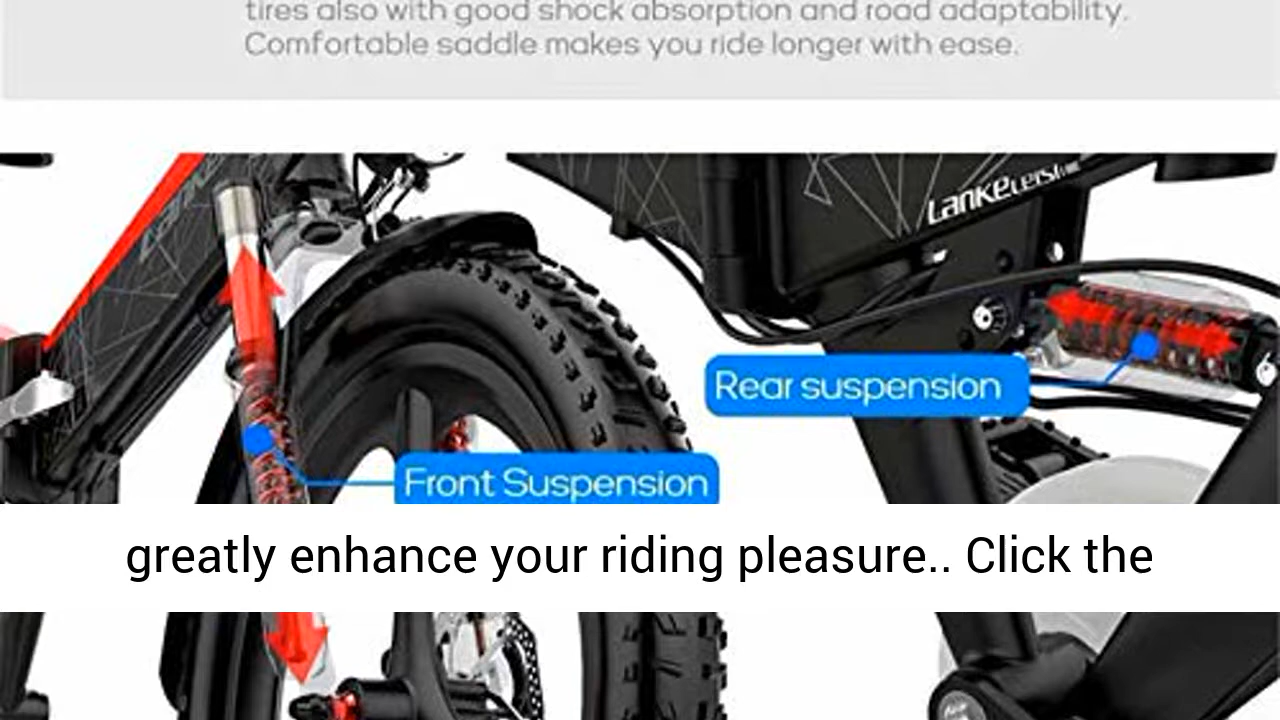 tires also with good shock absorption and road adaptability.
Comfortable saddle makes you ride longer with ease.
Rear suspension
Front Suspension
greatly enhance your riding pleasure.. Click the